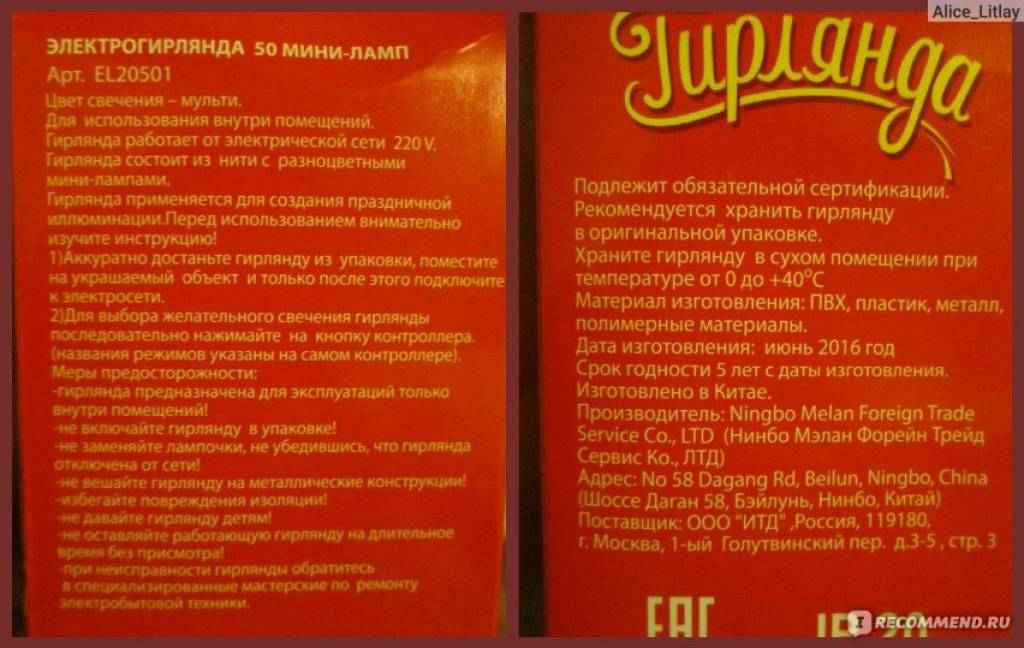 Alice_Litlay
ЭЛЕКТРОГИРЛЯНДА 50 МИНИ-ЛАМП
Арт. EL20501
Цвет свечения – мульти.
Для использования внутри помещений.
Гирлянда работает от электрической сети 220 V.
Гирлянда состоит из нити с разноцветными
мини-лампами.
Гирлянда применяется для создания праздничной
иллюминации.Перед использованием внимательно
изучите инструкцию!
1)Аккуратно достаньте гирлянду из упаковки, поместите
на украшаемый объект и только после этого подключите
к электросети.
2)Для выбора желательного свечения гирлянды
последовательно нажимайте на кнопку контроллера.
(названия режимов указаны на самом контроллере).
Меры предосторожности:
-гирлянда предназначена для эксплуатаций только
внутри помещений!
-не включайте гирлянду в упаковке!
-не заменяйте лампочки, не убедившись, что гирлянда
отключена от сети!
-не вешайте гирлянду на металлические конструкции!
-избегайте повреждения изоляции!
-не давайте гирлянду детям!
-не оставляйте работающую гирлянду на длительное
время без присмотра!
-при неисправности гирлянды обратитесь
в специализированные мастерские по ремонту
электробытовой техники.
Гирлянда
Подлежит обязательной сертификации.
Рекомендуется хранить гирлянду
в оригинальной упаковке.
Храните гирлянду в сухом помещении при
температуре от 0 до +40°C
Материал изготовления: ПВХ, пластик, металл,
полимерные материалы.
Дата изготовления: июнь 2016 год
Срок годности 5 лет с даты изготовления.
Изготовлено в Китае.
Производитель: Ningbo Melan Foreign Trade
Service Co., LTD (Нинбо Мэлан Форейн Трейд
Сервис Ко., ЛТД)
Адрес: No 58 Dagang Rd, Beilun, Ningbo, China
(Шоссе Даган 58, Бэйлунь, Нинбо, Китай)
Поставщик: ООО "ИТД" ,Россия, 119180,
г. Москва, 1-ый Голутвинский пер. д.3-5 , стр. 3
EAC
IRECOMMEND.RU